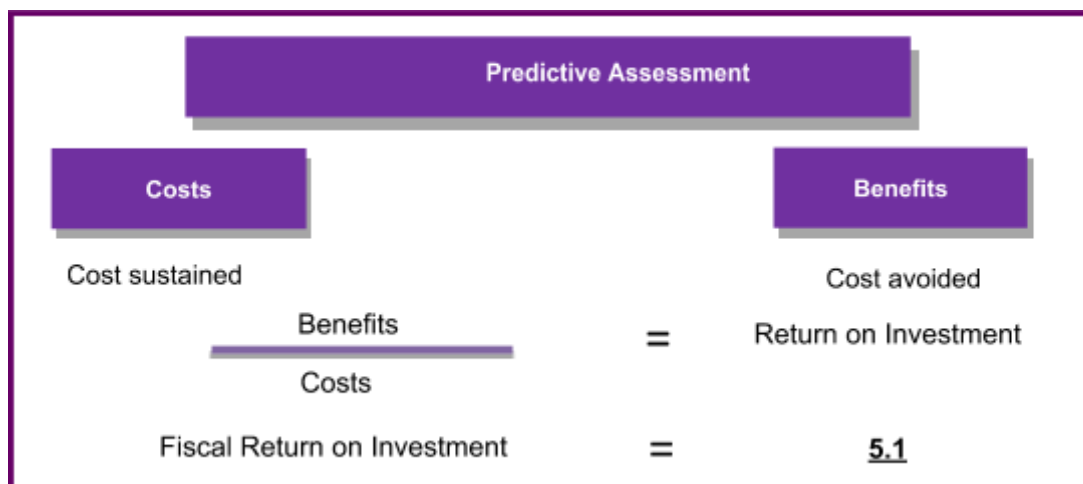 Predictive Assessment
Costs
Benefits
Cost sustained
Cost avoided
Benefits
Costs
=
Return on Investment
Fiscal Return on Investment
=
5.1